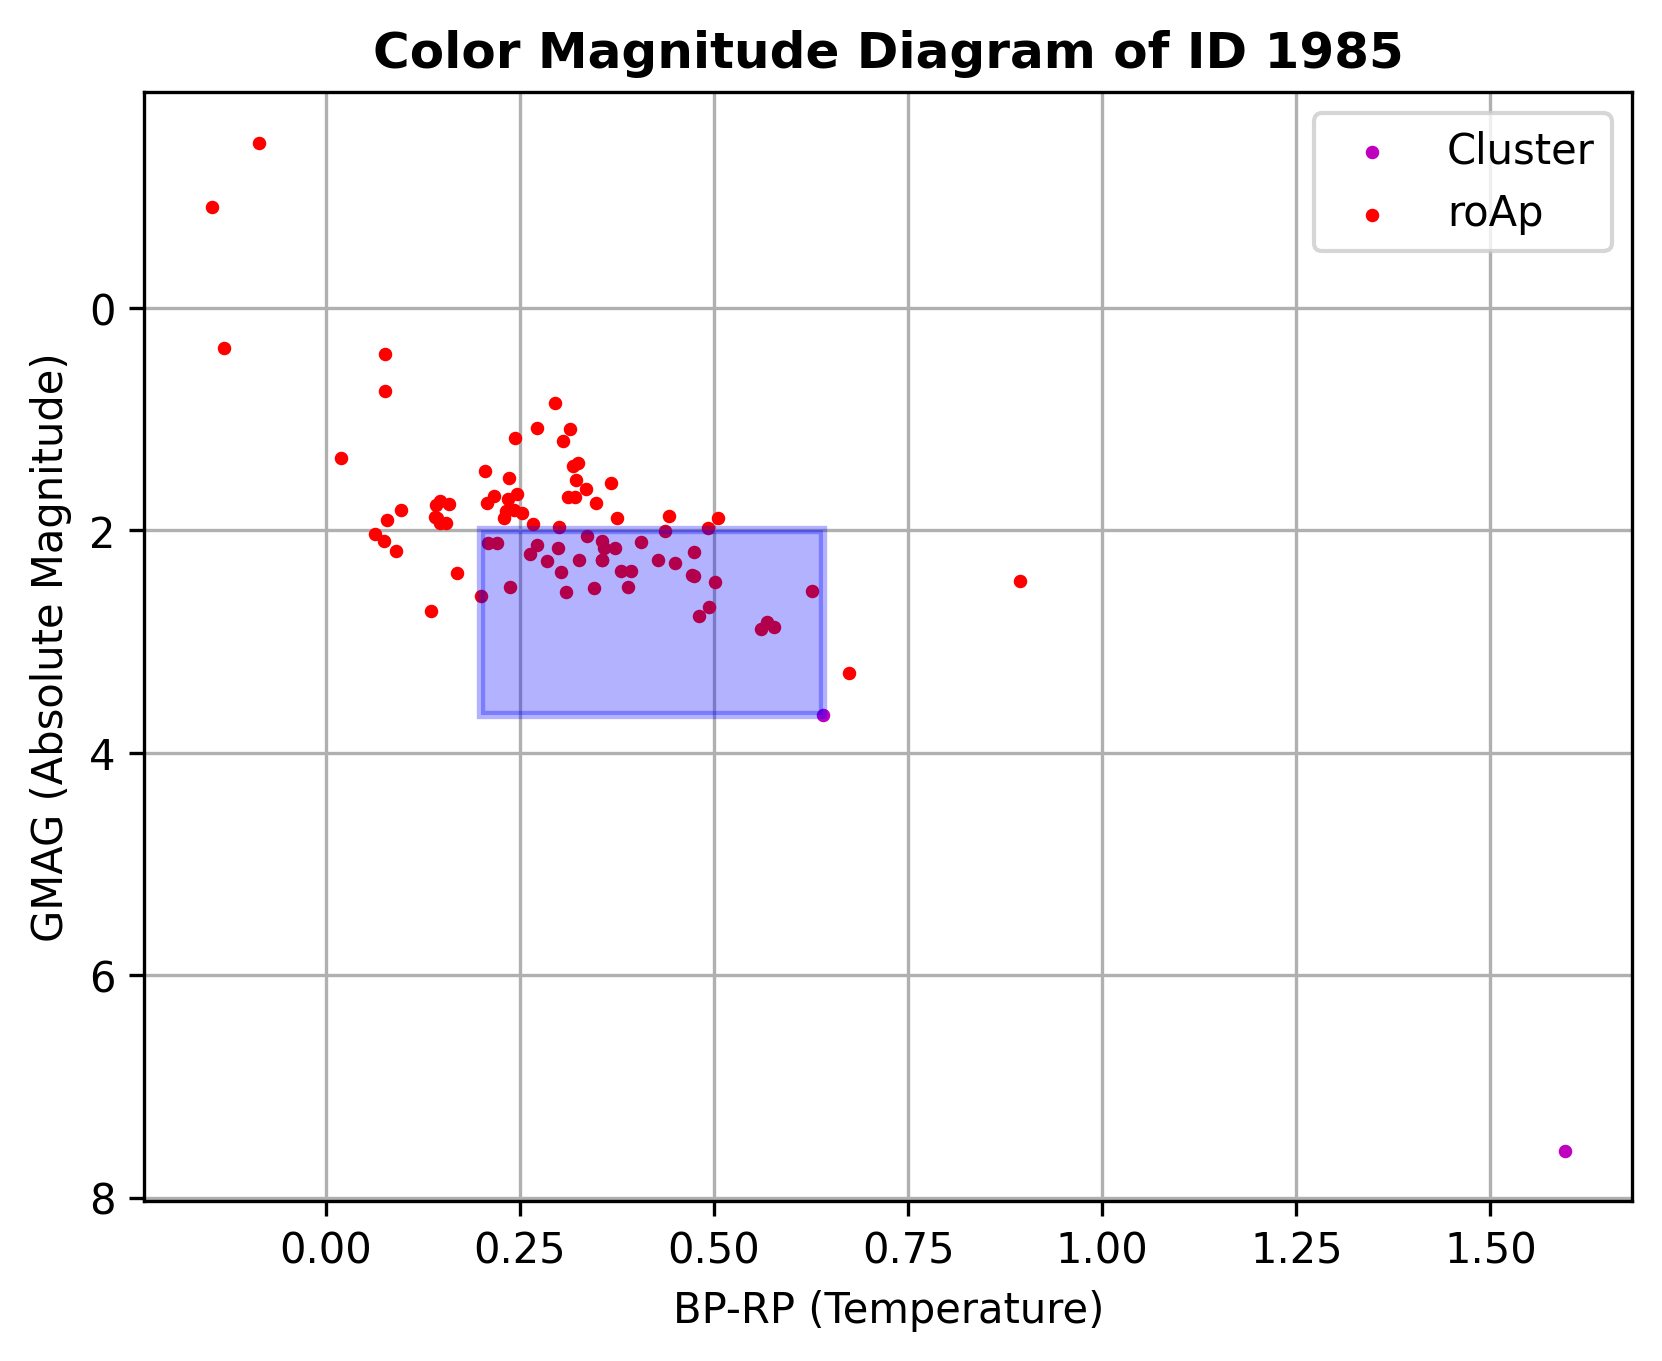 Color Magnitude Diagram of ID 1985
Cluster
roAp
GMAG (Absolute Magnitude)
0
2
4
6
8
0.00 0.25 0.50 0.75 1.00 1.25 1.50
BP-RP (Temperature)